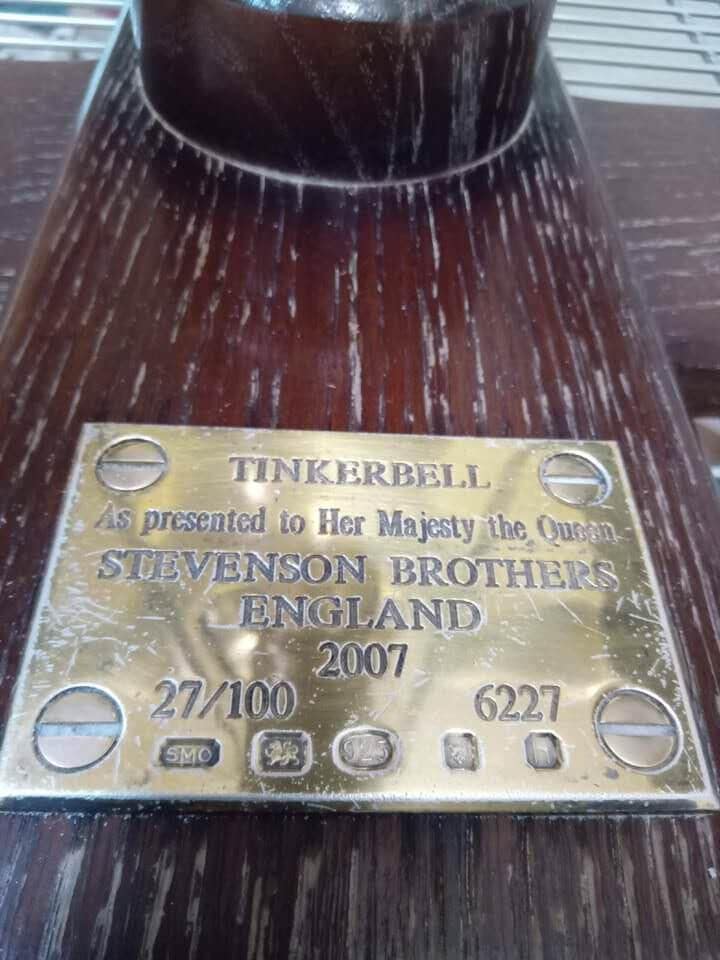 TINKERBELL
As presented to Her Majesty the Queen
STEVENSON BROTHERS
ENGLAND
2007
27/100 6227
SMO 925